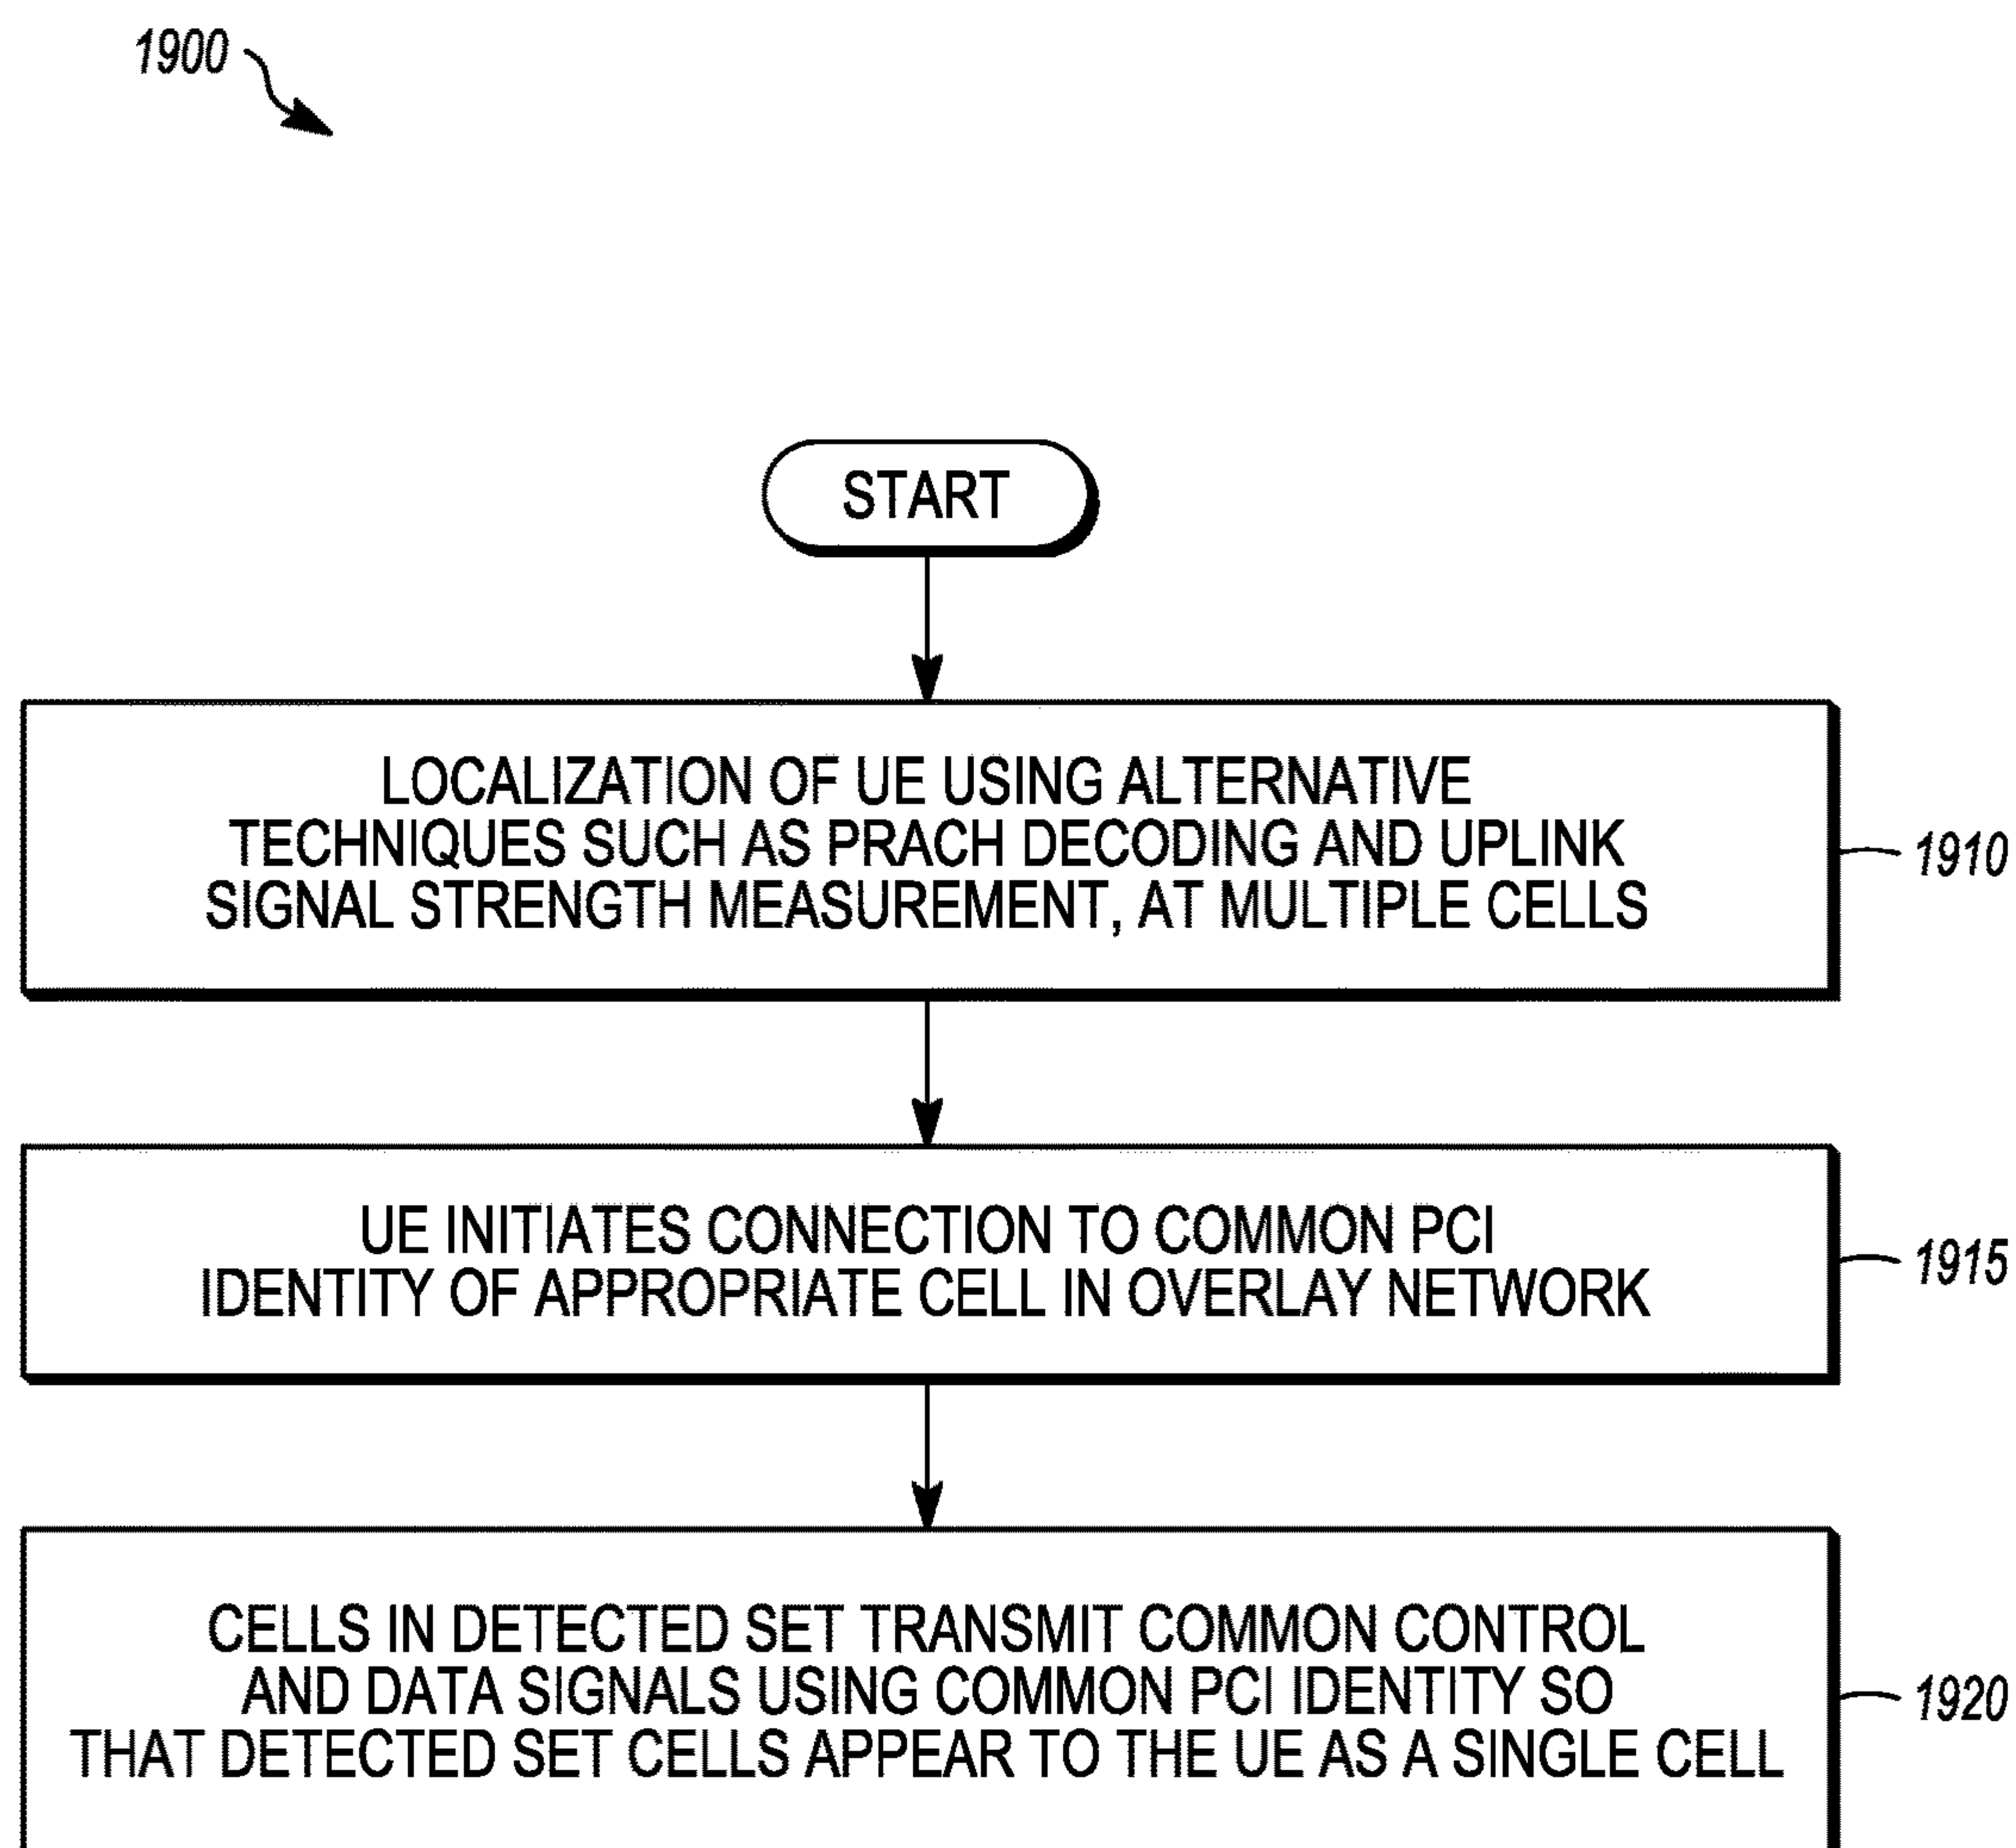 1900
START
LOCALIZATION OF UE USING ALTERNATIVE
TECHNIQUES SUCH AS PRACH DECODING AND UPLINK
SIGNAL STRENGTH MEASUREMENT, AT MULTIPLE CELLS
1910
UE INITIATES CONNECTION TO COMMON PCI
IDENTITY OF APPROPRIATE CELL IN OVERLAY NETWORK
1915
CELLS IN DETECTED SET TRANSMIT COMMON CONTROL
AND DATA SIGNALS USING COMMON PCI IDENTITY SO
THAT DETECTED SET CELLS APPEAR TO THE UE AS A SINGLE CELL
1920